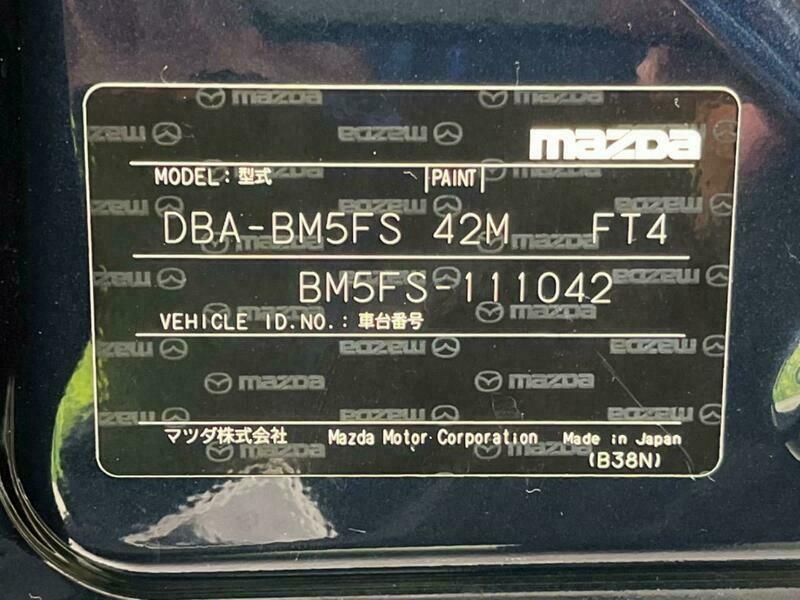 mazda
MODEL：型式 PAINT
DBA-BM5FS 42M FT4
BM5FS-111042
VEHICLE ID.NO.：車台番号
マツダ株式会社 Mazda Motor Corporation Made in Japan
(B38N)